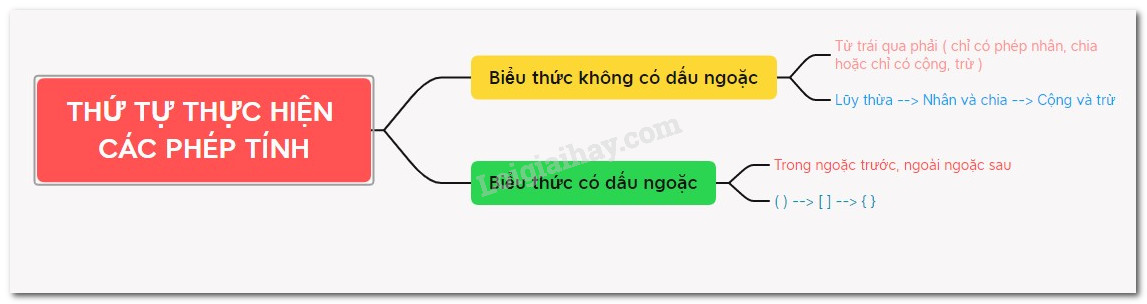 THỨ TỰ THỰC HIỆN
CÁC PHÉP TÍNH
Biểu thức không có dấu ngoặc
Từ trái qua phải ( chỉ có phép nhân, chia
hoặc chỉ có cộng, trừ )
Lũy thừa --> Nhân và chia --> Cộng và trừ
Biểu thức có dấu ngoặc
Trong ngoặc trước, ngoài ngoặc sau
( ) --> [ ] --> { }
Loigiaihay.com